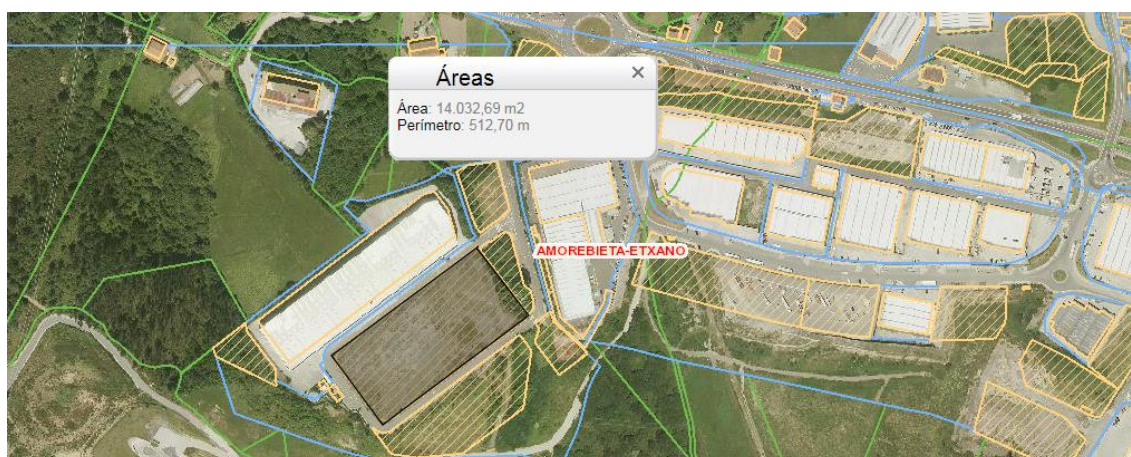 Áreas
Área: 14.032,69 m2
Perímetro: 512,70 m
AMOREBIETA-ETXANO